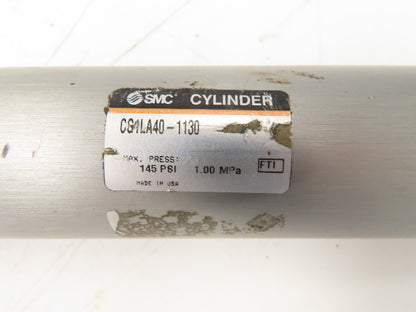 SMC CYLINDER
CG1LA40-1130
MAX. PRESS:
145 PSI 1.00 MPa
FTI
MADE IN USA